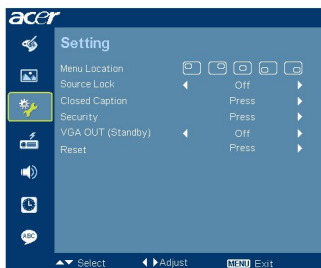 acer
Setting
Menu Location
Source Lock Off
Closed Caption Press
Security Press
VGA OUT (Standby) Off
Reset Press
ABC
Select Adjust MENU Exit